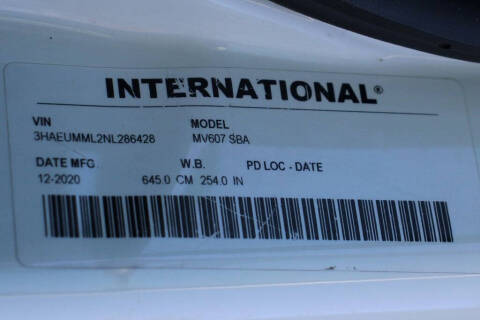 INTERNATIONAL®
VIN MODEL
3HAEUMML2NL286428 MV607 SBA
DATE MFG W.B. PD LOC - DATE
12-2020 645.0 CM 254.0 IN